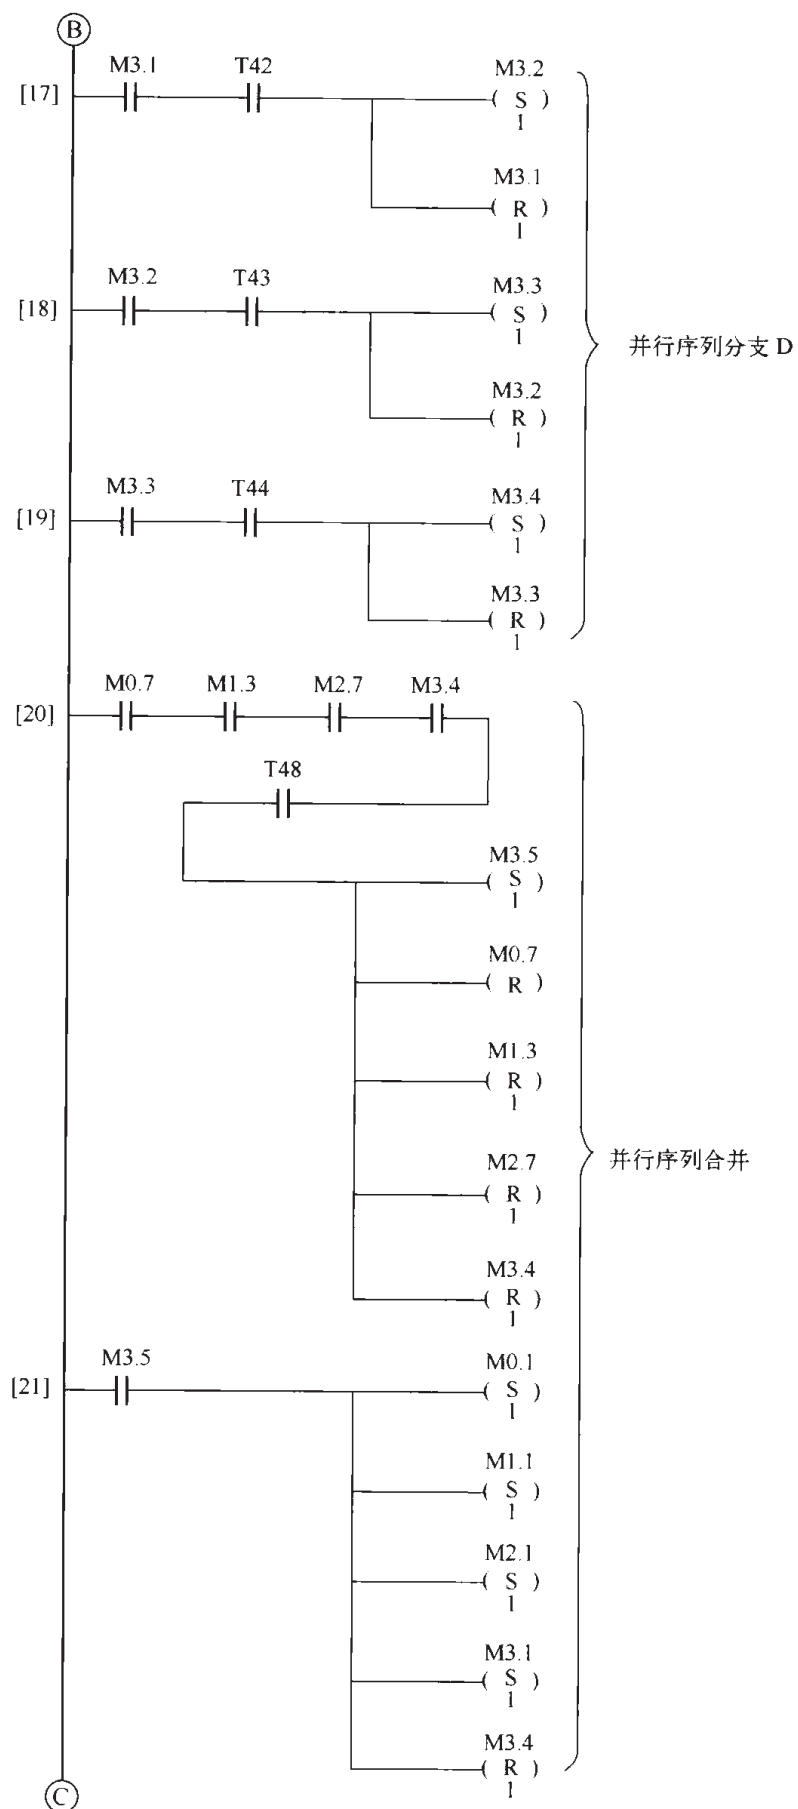 B
M3.1 T42 M3.2
[17] ( S )
1
M3.1
( R )
1
M3.2 T43 M3.3
[18] ( S )
1
并行序列分支 D
M3.2
( R )
1
M3.3 T44 M3.4
[19] ( S )
1
M3.3
( R )
1
M0.7 M1.3 M2.7 M3.4
[20]
T48
M3.5
( S )
1
M0.7
( R )
M1.3
( R )
1
并行序列合并
M2.7
( R )
1
M3.4
( R )
1
M3.5 M0.1
[21] ( S )
1
M1.1
( S )
1
M2.1
( S )
1
M3.1
( S )
1
M3.4
( R )
1
C